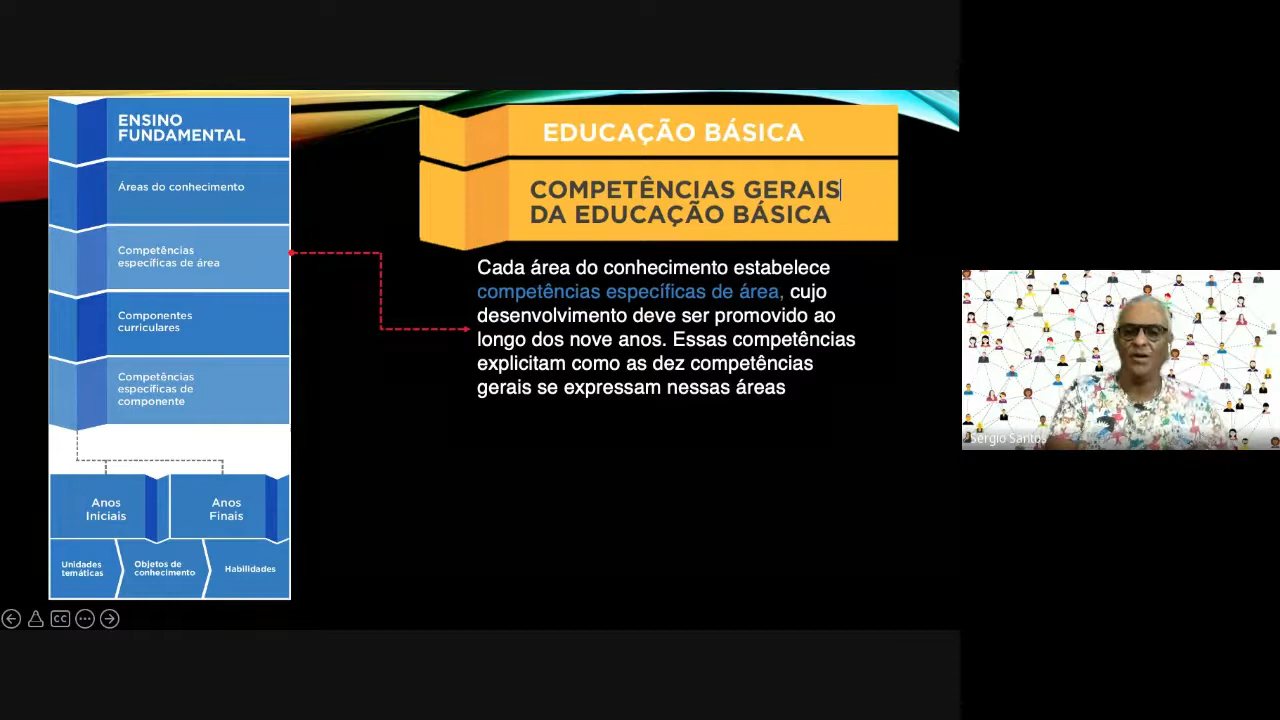 ENSINO
FUNDAMENTAL
Áreas do conhecimento
Competências
específicas de área
Componentes
curriculares
Competências
específicas de
componente
Anos
Iniciais
Anos
Finais
Unidades
temáticas
Objetos de
conhecimento
Habilidades
EDUCAÇÃO BÁSICA
COMPETÊNCIAS GERAIS
DA EDUCAÇÃO BÁSICA
Cada área do conhecimento estabelece
competências específicas de área, cujo
desenvolvimento deve ser promovido ao
longo dos nove anos. Essas competências
explicitam como as dez competências
gerais se expressam nessas áreas
CC
Sérgio Santos